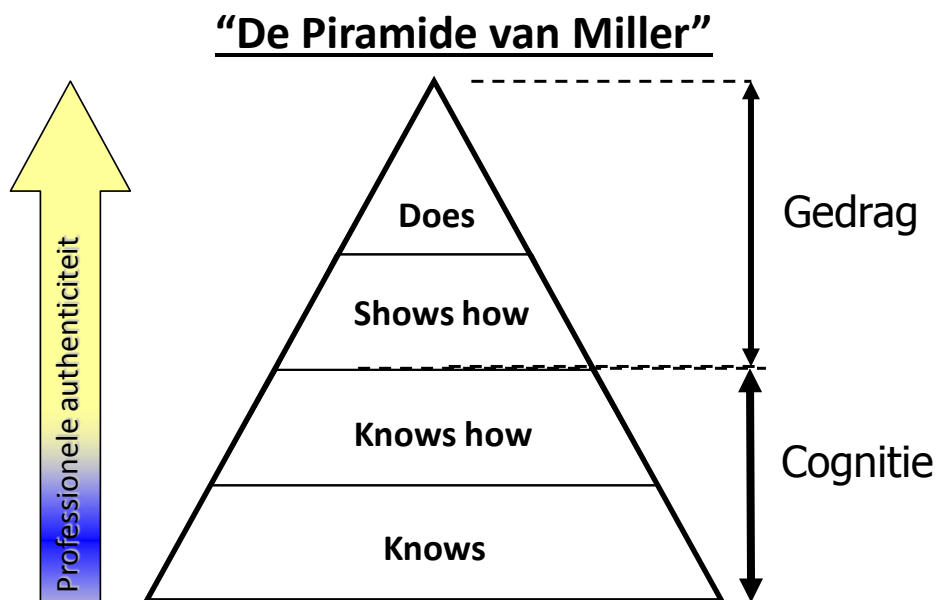 “De Piramide van Miller”
Professionele authenticiteit
Does
Gedrag
Shows how
Knows how
Cognitie
Knows